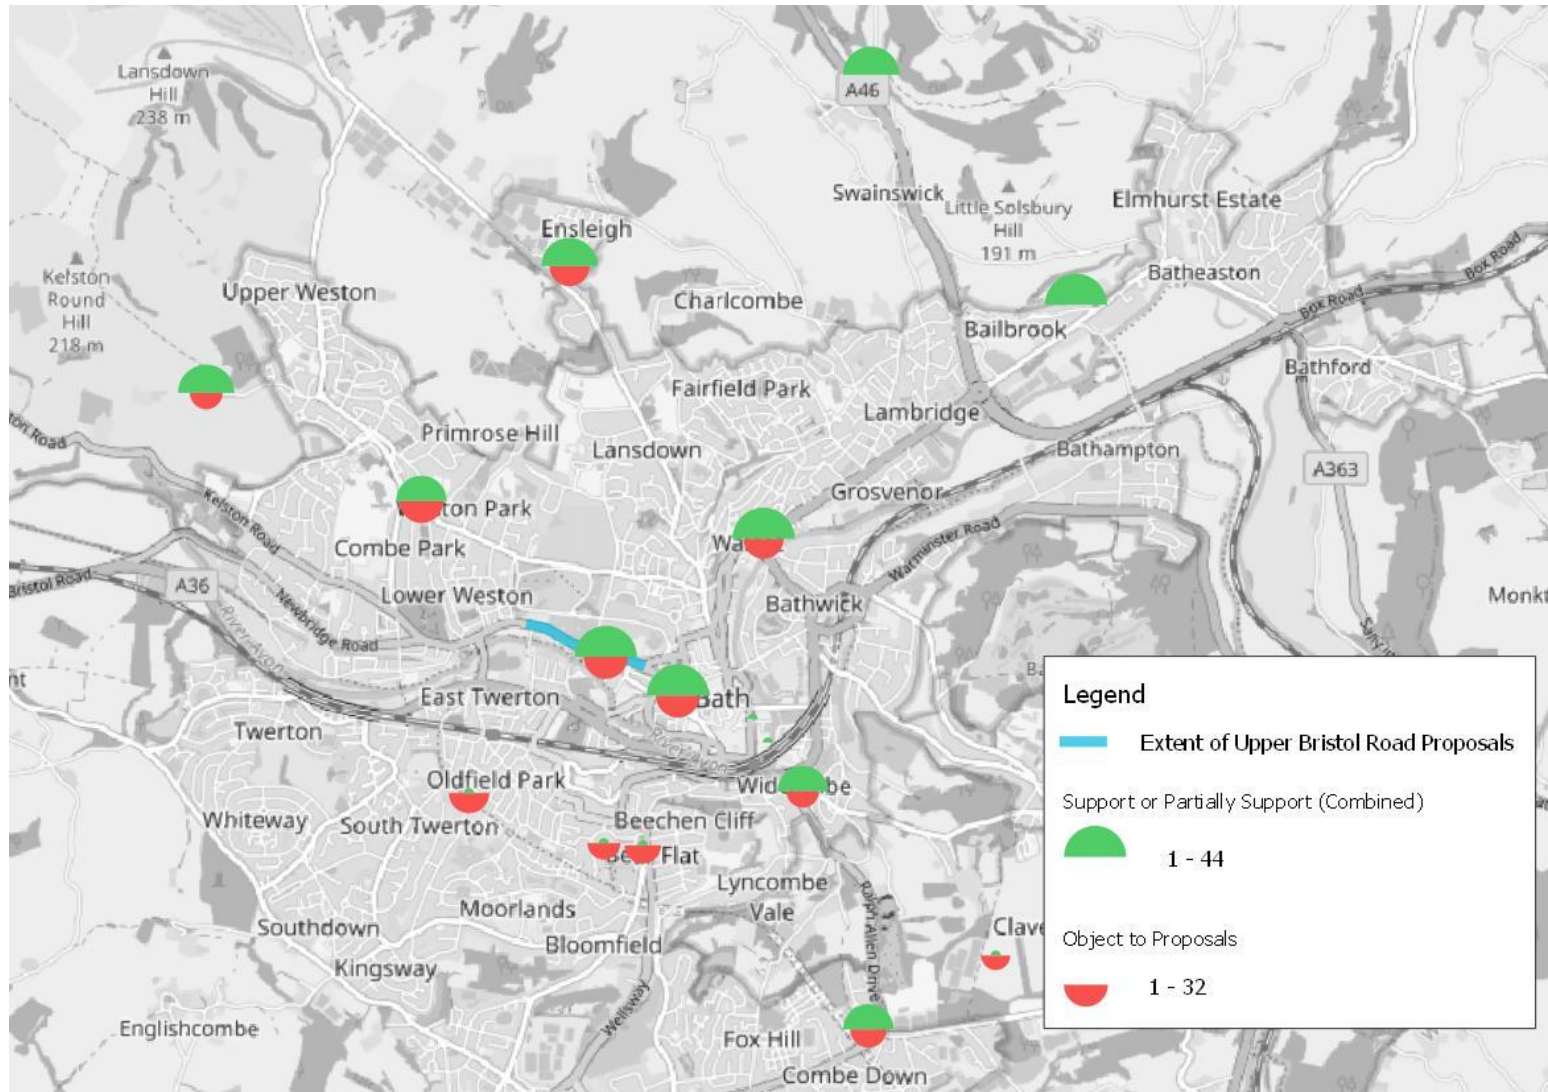 Lansdown
Hill
238 m
A46
Swainswick
Little Solsbury
Hill
191 m
Elmhurst Estate
Ensleigh
Kelston
Round
Hill
218 m
Upper Weston
Charlcombe
Batheaston
Box Road
Box Road
Bailbrook
Bathford
Fairfield Park
Lambridge
Primrose Hill
Lansdown
Bathampton
A363
Grosvenor
Kelston Road
Combe Park
Warminster Road
A36
Bristol Road
Lower Weston
Bathwick
Newbridge Road
River Avon
East Twerton
Bath
Twerton
River Avon
Oldfield Park
Whiteway
South Twerton
Beechen Cliff
Flat
Lyncombe
Vale
Ralph Allen Drive
Moorlands
Southdown
Bloomfield
Kingsway
Wellsway
Englishcombe
Fox Hill
Combe Down
Legend
Extent of Upper Bristol Road Proposals
Support or Partially Support (Combined)
1 - 44
Object to Proposals
1 - 32